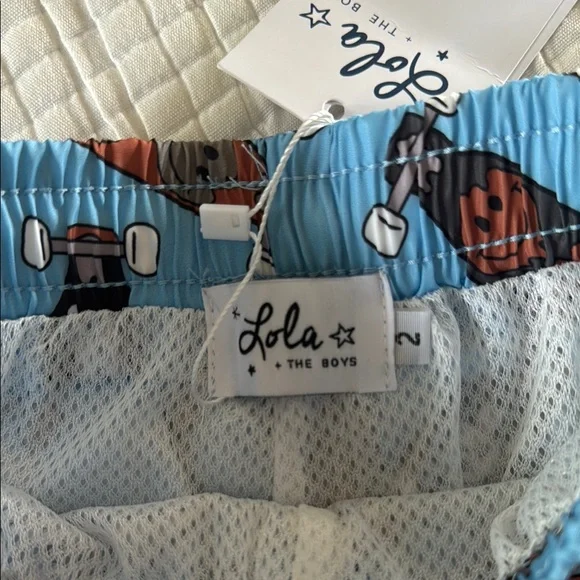 Lola
+ THE BO
Lola
+ THE BOYS
2